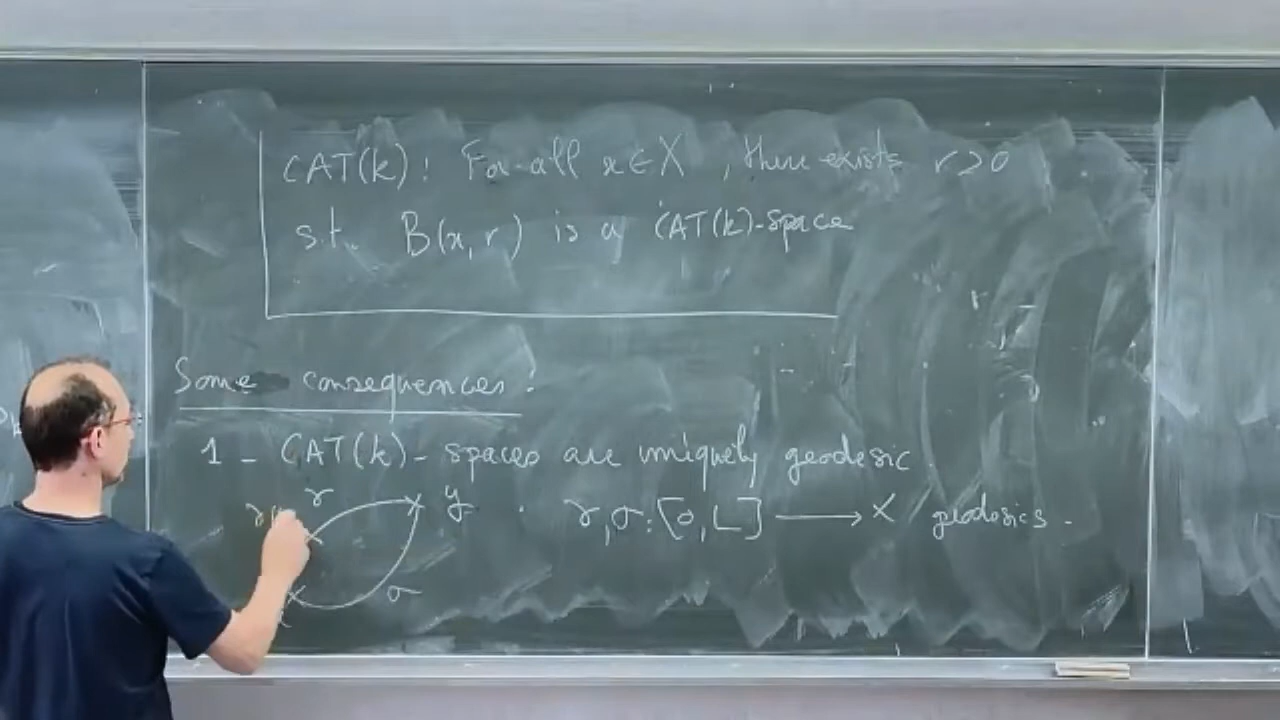 CAT(k): For all x ∈ X, there exists r > 0
s.t. B(x, r) is a CAT(k)-space
Some consequences:
1 - CAT(k)-spaces are uniquely geodesic
γ y . γ, σ: [0, L] ⟶ X geodesics.
σ